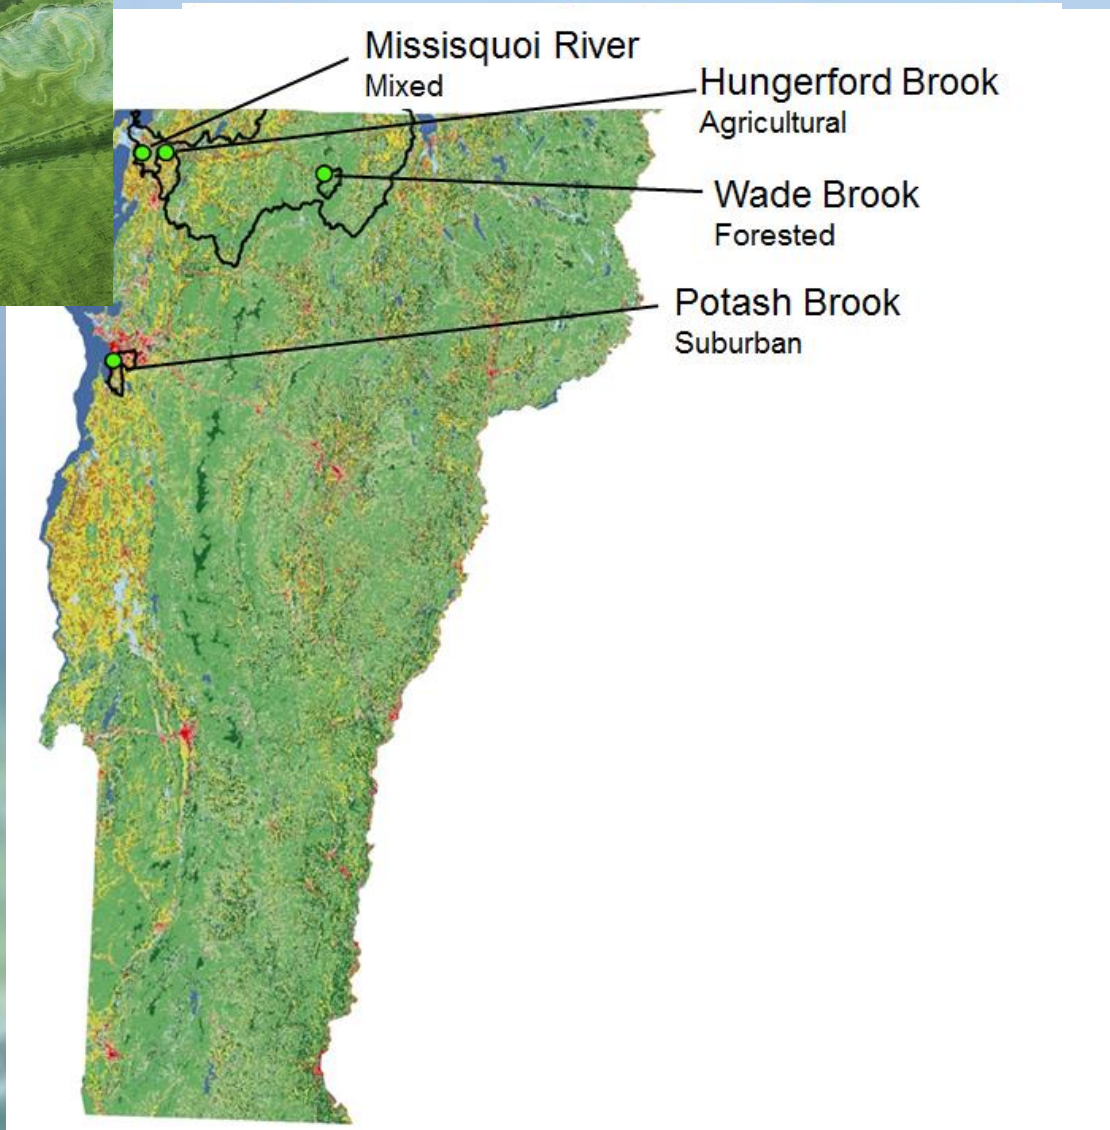 Missisquoi River
Mixed
Hungerford Brook
Agricultural
Wade Brook
Forested
Potash Brook
Suburban